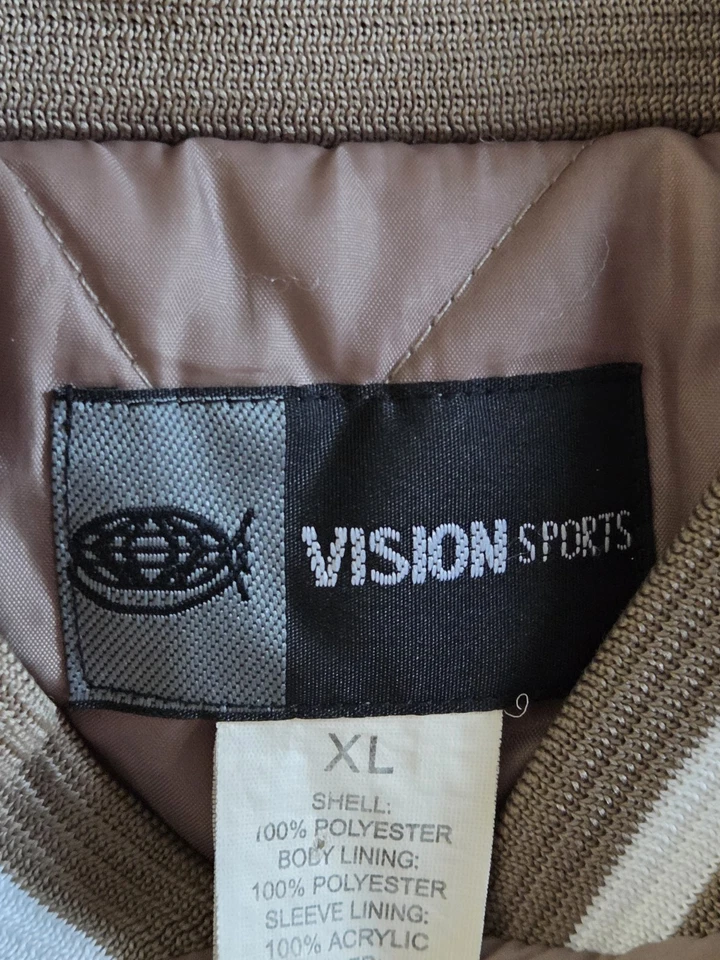 VISION SPORTS
XL
SHELL:
100% POLYESTER
BODY LINING:
100% POLYESTER
SLEEVE LINING:
100% ACRYLIC